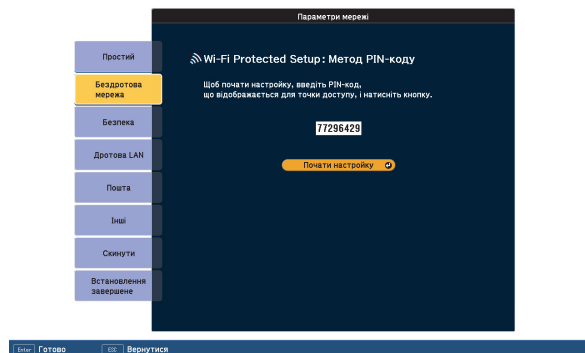 Параметри мережі
Простий
Бездротова
мережа
Безпека
Дротова LAN
Пошта
Інші
Скинути
Встановлення
завершене
Wi-Fi Protected Setup: Метод PIN-коду
Щоб почати настройку, введіть PIN-код,
що відображається для точки доступу, і натисніть кнопку.
77296429
Почати настройку
Enter Готово ESC Вернутися